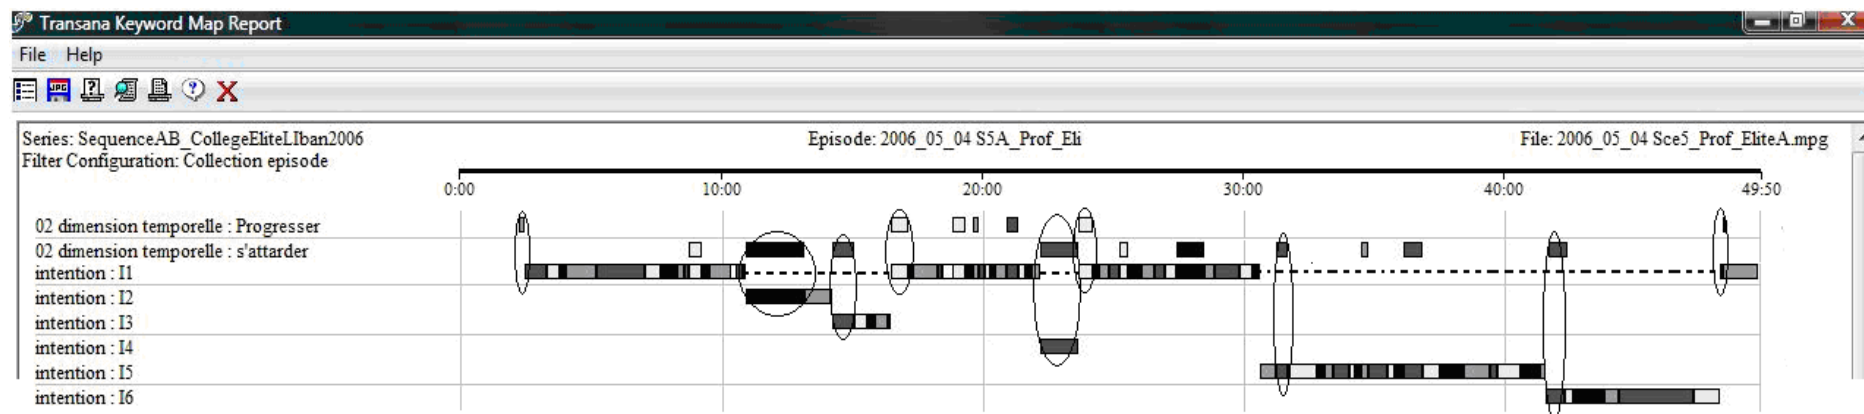 Transana Keyword Map Report
File Help
JPG
Series: SequenceAB_CollegeEliteLIban2006 Episode: 2006_05_04 S5A_Prof_Eli File: 2006_05_04 Sce5_Prof_EliteA.mpg
Filter Configuration: Collection episode
0:00 10:00 20:00 30:00 40:00 49:50
02 dimension temporelle : Progresser
02 dimension temporelle : s'attarder
intention : I1
intention : I2
intention : I3
intention : I4
intention : I5
intention : I6